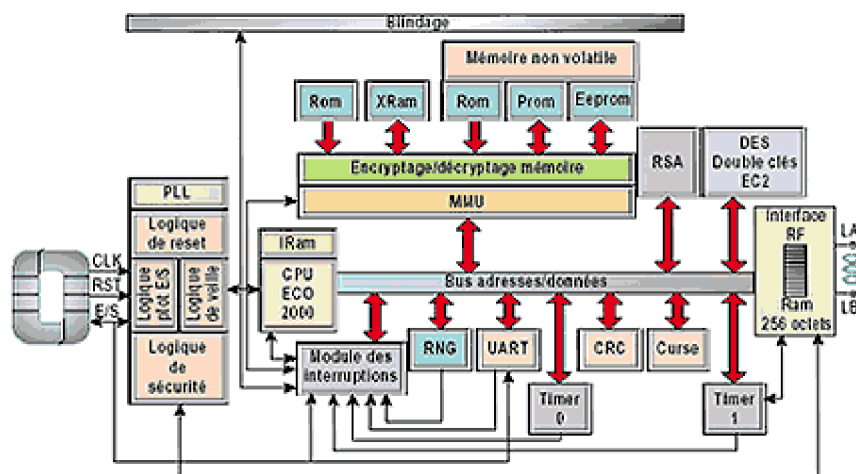 Blindage
Mémoire non volatile
Rom
XRam
Rom
Prom
Eeprom
Encryptage/décryptage mémoire
MMU
RSA
DES
Double clés
EC2
PLL
Logique
de reset
Logique
plot E/S
Logique
de veille
Logique
de
sécurité
CLK
RST
E/S
IRam
CPU
ECO
2000
Bus adresses/données
Interface
RF
Ram
256 octets
LA
LB
Module des
interruptions
RNG
UART
CRC
Curse
Timer
0
Timer
1